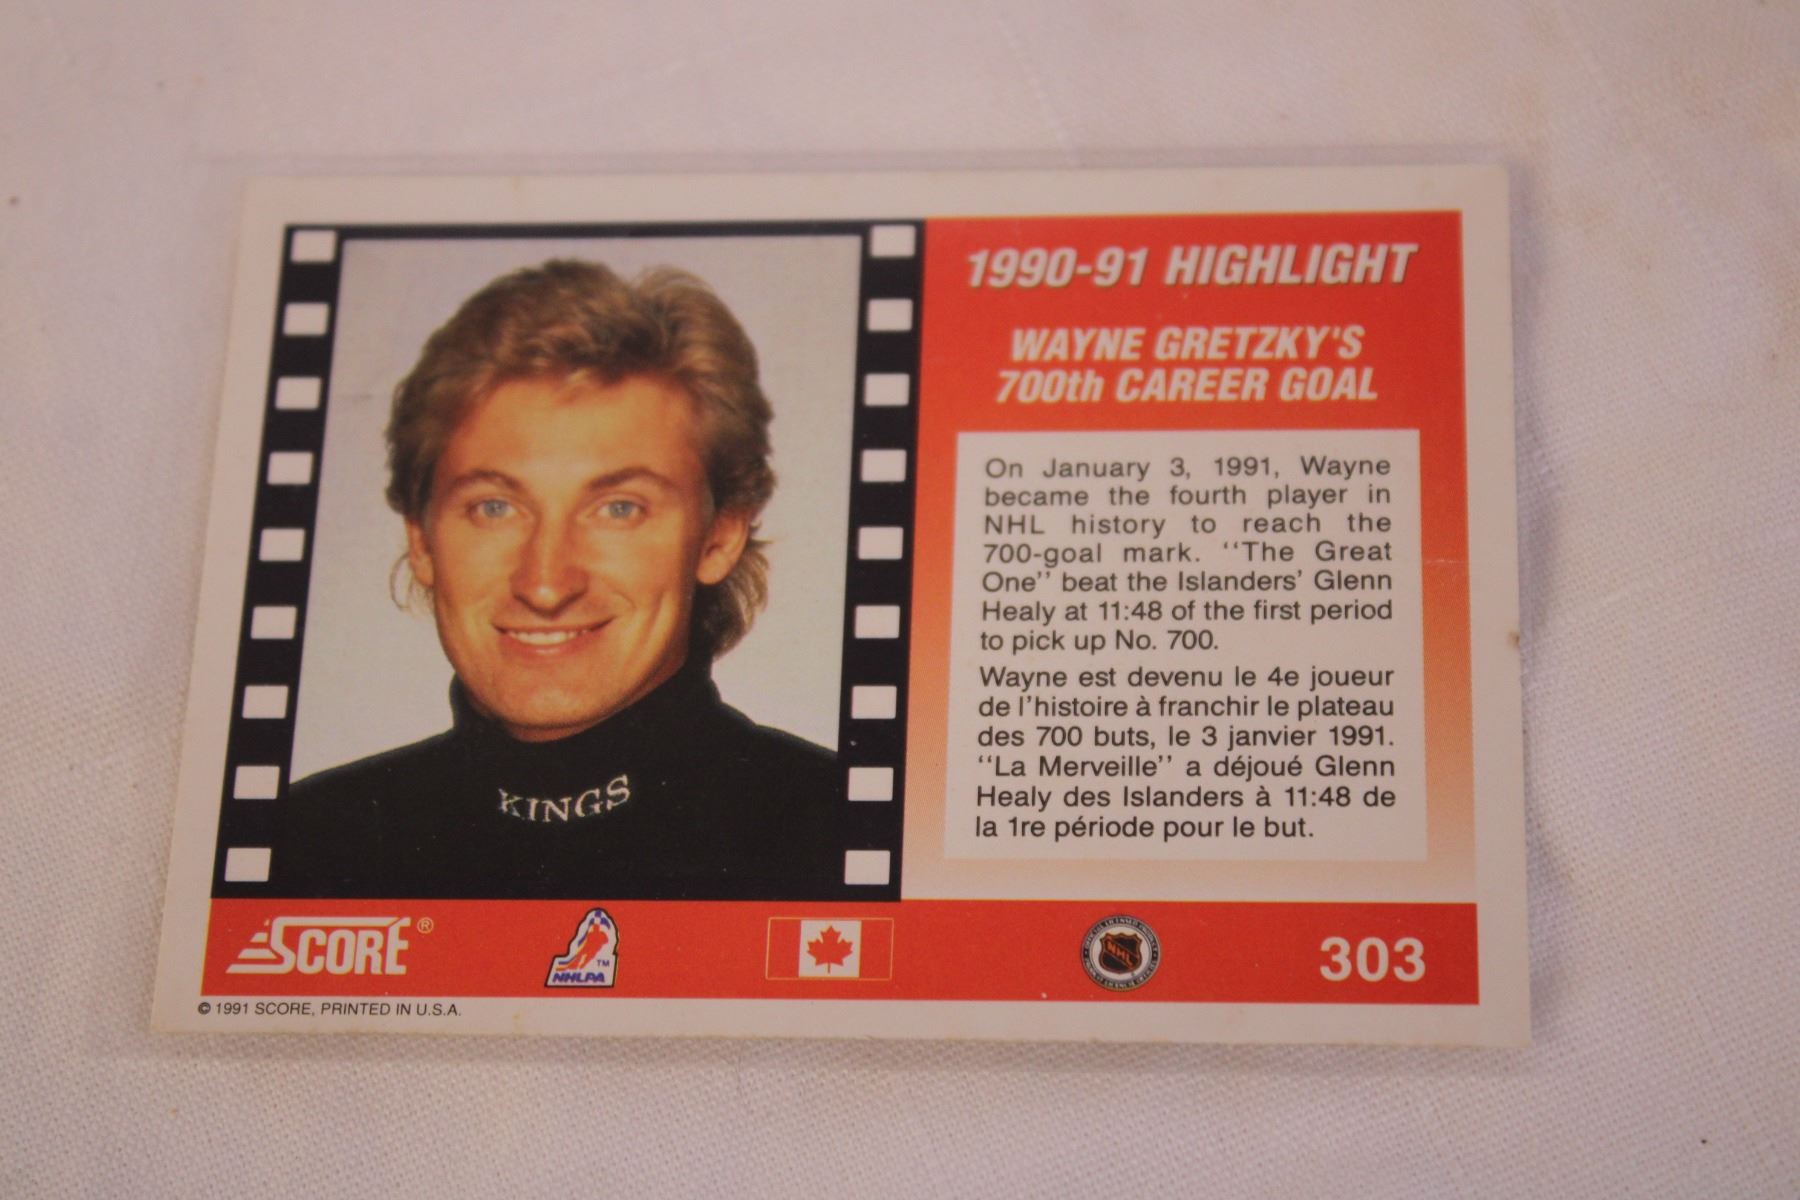 1990-91 HIGHLIGHT
WAYNE GRETZKY'S
700th CAREER GOAL
On January 3, 1991, Wayne
became the fourth player in
NHL history to reach the
700-goal mark. ‘‘The Great
One’’ beat the Islanders’ Glenn
Healy at 11:48 of the first period
to pick up No. 700.
Wayne est devenu le 4e joueur
de l’histoire à franchir le plateau
des 700 buts, le 3 janvier 1991.
‘‘La Merveille’’ a déjoué Glenn
Healy des Islanders à 11:48 de
la 1re période pour le but.
KINGS
SCORE®
NHLPA TM
NHL
303
© 1991 SCORE, PRINTED IN U.S.A.